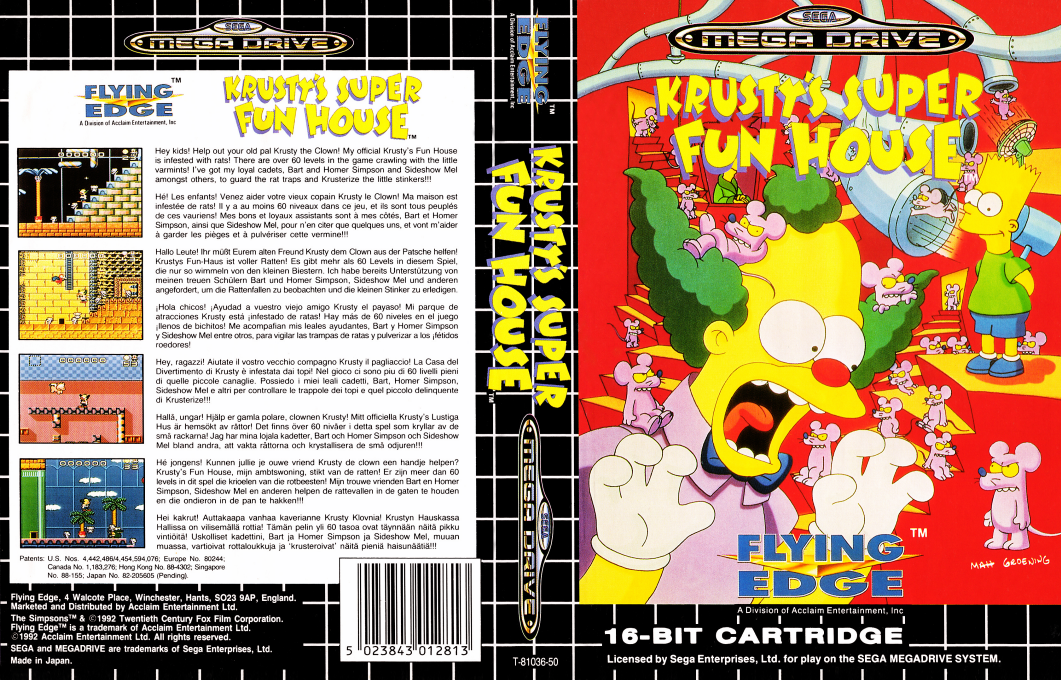 SEGA
MEGA DRIVE
FLYING
EDGE
TM
A Division of Acclaim Entertainment, Inc
KRUSTY'S SUPER
FUN HOUSE
TM
Hey kids! Help out your old pal Krusty the Clown! My official Krusty's Fun House
is infested with rats! There are over 60 levels in the game crawling with the little
varmints! I've got my loyal cadets, Bart and Homer Simpson and Sideshow Mel
amongst others, to guard the rat traps and Krusterize the little stinkers!!!
Hé! Les enfants! Venez aider votre vieux copain Krusty le Clown! Ma maison est
infestée de rats! Il y a au moins 60 niveaux dans ce jeu, et ils sont tous peuplés
de ces vauriens! Mes bons et loyaux assistants sont à mes côtés, Bart et Homer
Simpson, ainsi que Sideshow Mel, pour n'en citer que quelques uns, et vont m'aider
à garder les pièges et à pulvériser cette vermine!!!
Hallo Leute! Ihr müßt Eurem alten Freund Krusty dem Clown aus der Patsche helfen!
Krustys Fun-Haus ist voller Ratten! Es gibt mehr als 60 Levels in diesem Spiel,
die nur so wimmeln von den kleinen Biestern. Ich habe bereits Unterstützung von
meinen treuen Schülern Bart und Homer Simpson, Sideshow Mel und anderen
angefordert, um die Rattenfallen zu beobachten und die kleinen Stinker zu erledigen.
¡Hola chicos! ¡Ayudad a vuestro viejo amigo Krusty el payaso! Mi parque de
atracciones Krusty está ¡infestado de ratas! Hay más de 60 niveles en el juego
¡llenos de bichitos! Me acompañan mis leales ayudantes, Bart y Homer Simpson
y Sideshow Mel entre otros, para vigilar las trampas de ratas y pulverizar a los ¡fétidos
roedores!
Hey, ragazzi! Aiutate il vostro vecchio compagno Krusty il pagliaccio! La Casa del
Divertimento di Krusty è infestata dai topi! Nel gioco ci sono piu di 60 livelli pieni
di quelle piccole canaglie. Possiedo i miei leali cadetti, Bart, Homer Simpson,
Sideshow Mel e altri per controllare le trappole dei topi e quel piccolo delinquente
di Krusterize!!!
Hallå, ungar! Hjälp er gamla polare, clownen Krusty! Mitt officiella Krusty's Lustiga
Hus är hemsökt av råttor! Det finns över 60 nivåer i detta spel som kryllar av de
små rackarna! Jag har mina lojala kadetter, Bart och Homer Simpson och Sideshow
Mel bland andra, att vakta råttorna och krystallisera de små odjuren!!!
Hé jongens! Kunnen jullie je ouwe vriend Krusty de clown een handje helpen?
Krusty's Fun House, mijn ambtswoning, stikt van de ratten! Er zijn meer dan 60
levels in dit spel die krioelen van die rotbeesten! Mijn trouwe vrienden Bart en Homer
Simpson, Sideshow Mel en anderen helpen de rattevallen in de gaten te houden
en die ondieren in de pan te hakken!!!
Hei kakrut! Auttakaapa vanhaa kaverianne Krusty Klovnia! Krustyn Hauskassa
Hallissa on vilisemällä rottia! Tämän pelin yli 60 tasoa ovat täynnään näitä pikku
vintiöitä! Uskolliset kadettini, Bart ja Homer Simpson ja Sideshow Mel, muuan
muassa, vartioivat rottaloukkuja ja 'krusteroivat' näitä pieniä haisunäätiä!!!
Patents: U.S. Nos. 4,442,486/4,454,594,076; Europe No. 80244;
Canada No. 1,183,276; Hong Kong No. 88-4302; Singapore
No. 88-155; Japan No. 82-205605 (Pending).
Flying Edge, 4 Walcote Place, Winchester, Hants, SO23 9AP, England.
Marketed and Distributed by Acclaim Entertainment Ltd.
The Simpsons™ & ©1992 Twentieth Century Fox Film Corporation.
Flying Edge™ is a trademark of Acclaim Entertainment Ltd.
©1992 Acclaim Entertainment Ltd. All rights reserved.
SEGA and MEGADRIVE are trademarks of Sega Enterprises, Ltd.
Made in Japan.
5 023843 012813
FLYING
EDGE
TM
A Division of Acclaim Entertainment, Inc
KRUSTY'S SUPER
FUN HOUSE
TM
SEGA
MEGA DRIVE
T-81036-50
SEGA
MEGA DRIVE
KRUSTY'S SUPER
FUN HOUSE
MATT GROENING
FLYING
EDGE
TM
A Division of Acclaim Entertainment, Inc
16-BIT CARTRIDGE
Licensed by Sega Enterprises, Ltd. for play on the SEGA MEGADRIVE SYSTEM.